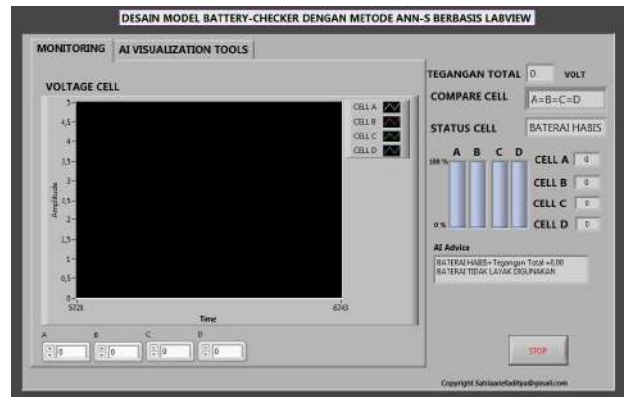 DESAIN MODEL BATTERY-CHECKER DENGAN METODE ANN-S BERBASIS LABVIEW
MONITORING
AI VISUALIZATION TOOLS
VOLTAGE CELL
5-
4,5-
4-
3,5-
3-
2,5-
2-
1,5-
1-
0,5-
0-
Amplitude
5728
6743
Time
CELL A
CELL B
CELL C
CELL D
A
B
C
D
0
0
0
0
TEGANGAN TOTAL 0 VOLT
COMPARE CELL A=B=C=D
STATUS CELL BATERAI HABIS
A B C D
100 %
0 %
CELL A 0
CELL B 0
CELL C 0
CELL D 0
AI Advice
BATERAI HABIS=Tegangan Total =0,00
BATERAI TIDAK LAYAK DIGUNAKAN
STOP
Copyright Satriaariefaditya@gmail.com